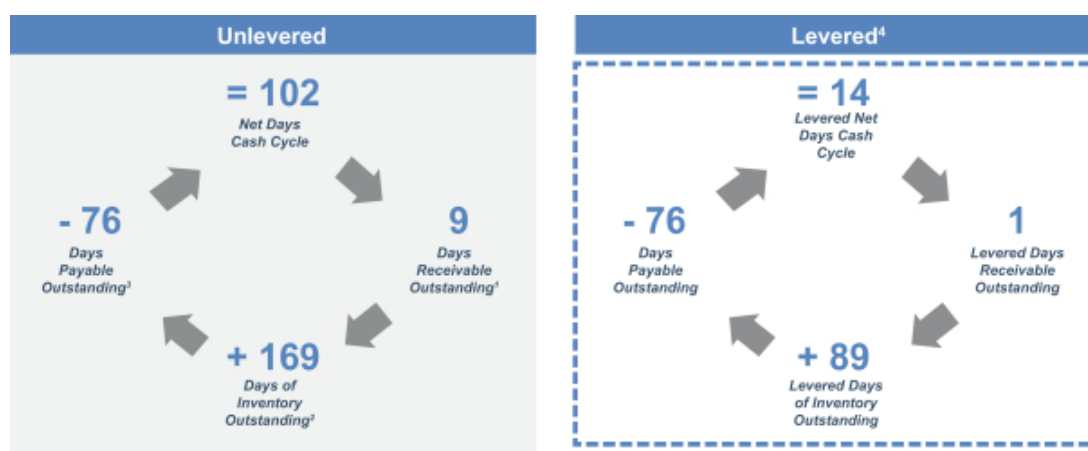 Unlevered
= 102
Net Days
Cash Cycle
- 76
Days
Payable
Outstanding³
9
Days
Receivable
Outstanding¹
+ 169
Days of
Inventory
Outstanding²
Levered⁴
= 14
Levered Net
Days Cash
Cycle
- 76
Days
Payable
Outstanding
1
Levered Days
Receivable
Outstanding
+ 89
Levered Days
of Inventory
Outstanding